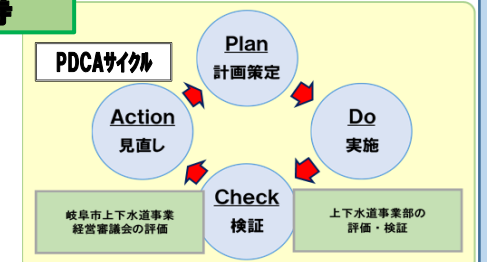 PDCAサイクル
Plan
計画策定
Action
見直し
Do
実施
Check
検証
岐阜市上下水道事業
経営審議会の評価
上下水道事業部の
評価・検証